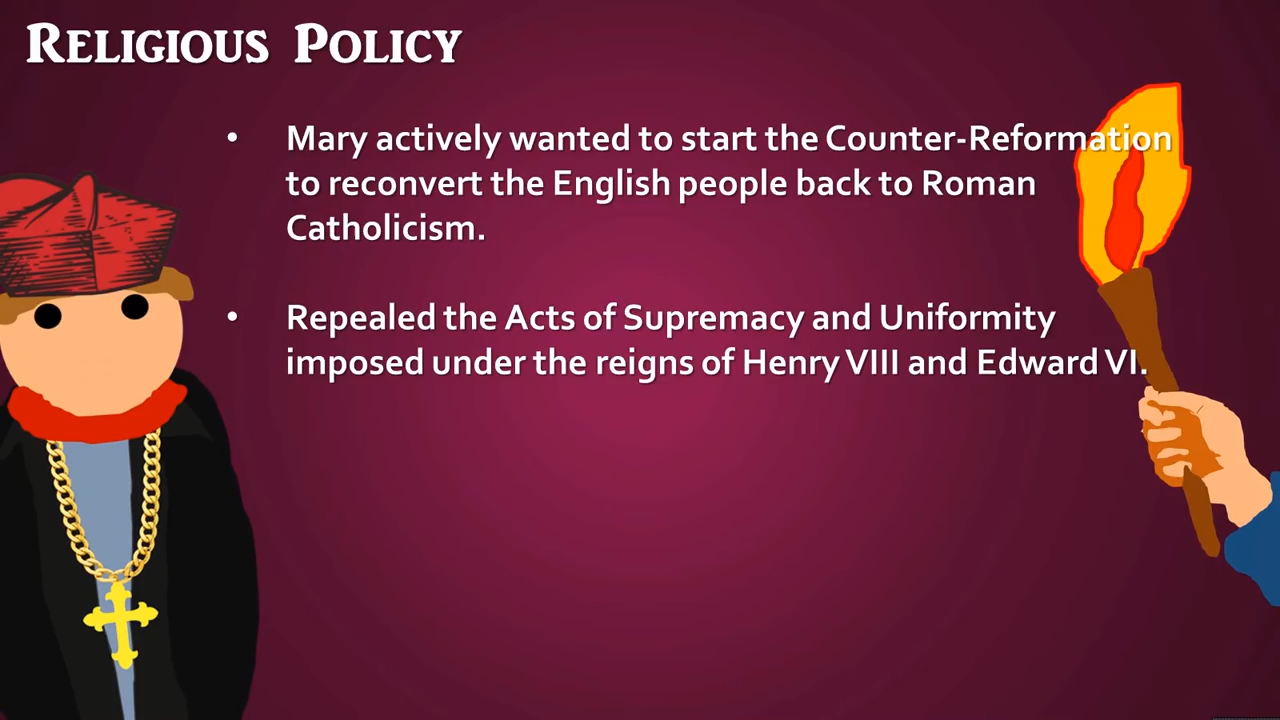 Religious Policy
• Mary actively wanted to start the Counter-Reformation
to reconvert the English people back to Roman
Catholicism.
• Repealed the Acts of Supremacy and Uniformity
imposed under the reigns of Henry VIII and Edward VI.